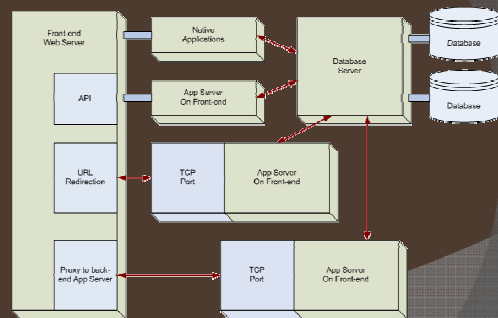 Front-end
Web Server
Native
Applications
Database
Server
Database
API
App Server
On Front-end
Database
URL
Redirection
TCP
Port
App Server
On Front-end
Proxy to back-
end App Server
TCP
Port
App Server
On Front-end